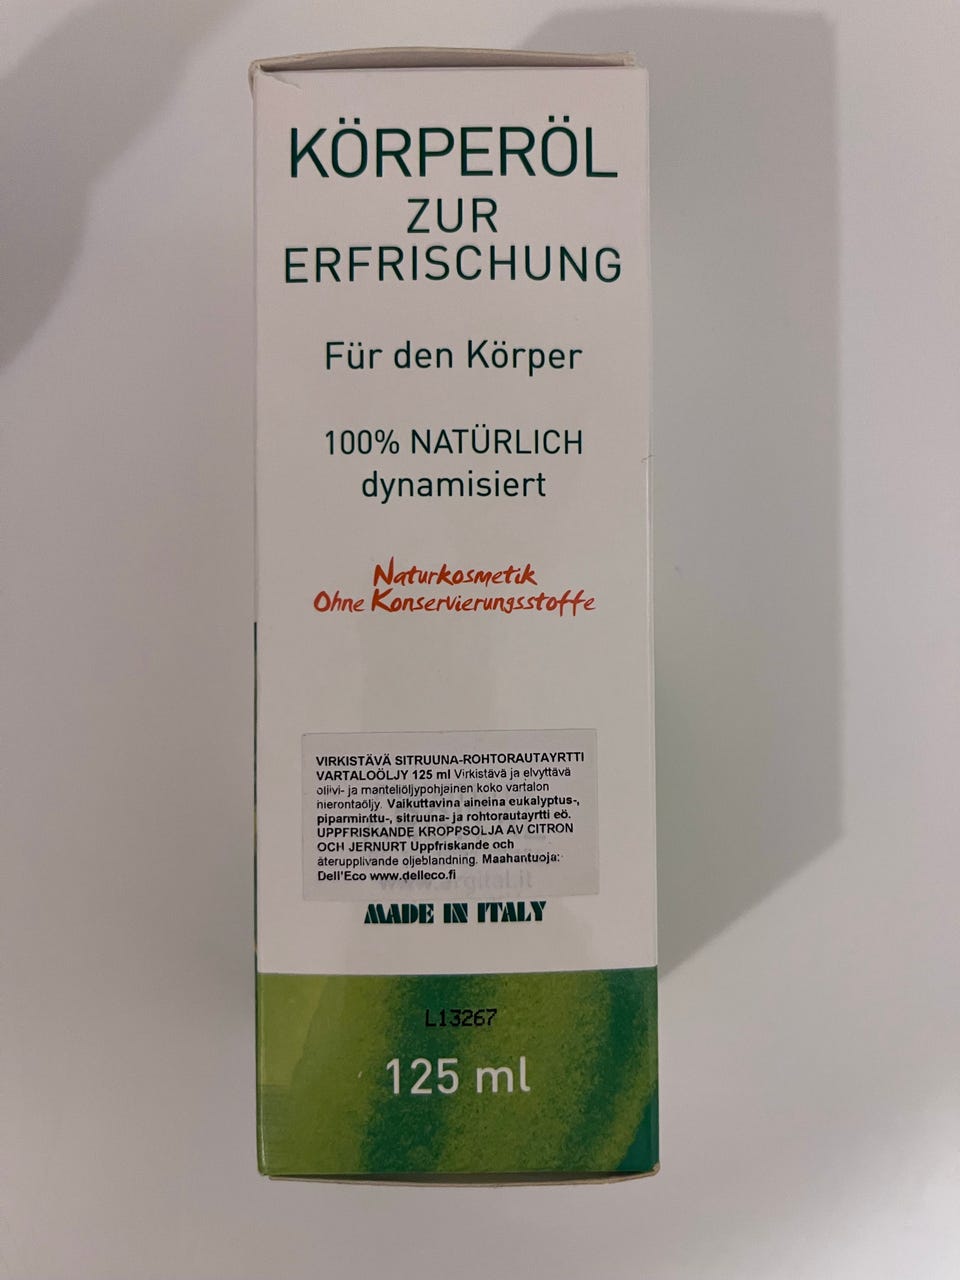 KÖRPERÖL
ZUR
ERFRISCHUNG
Für den Körper
100% NATÜRLICH
dynamisiert
Naturkosmetik
Ohne Konservierungsstoffe
VIRKISTÄVÄ SITRUUNA-ROHTORAUTAYRTTI
VARTALOÖLJY 125 ml Virkistävä ja elvyttävä
oliivi- ja manteliöljypohjainen koko vartalon
hierontaöljy. Vaikuttavina aineina eukalyptus-,
piparminttu-, sitruuna- ja rohtorautayrtti eö.
UPPFRISKANDE KROPPSOLJA AV CITRON
OCH JERNURT Uppfriskande och
återupplivande oljeblandning. Maahantuoja:
Dell'Eco www.delleco.fi
www.argital.it
MADE IN ITALY
L13267
125 ml